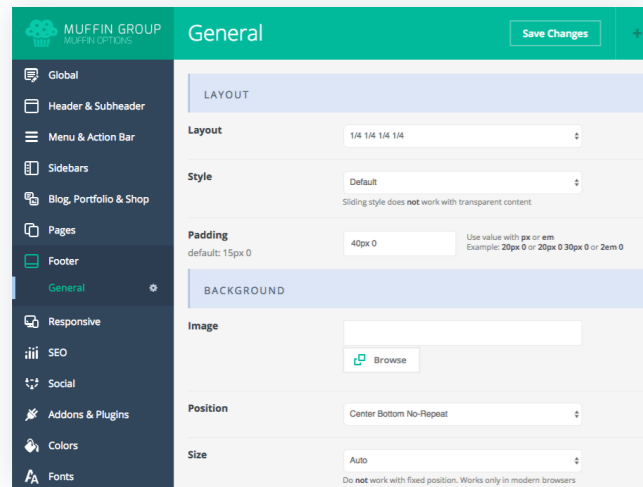 MUFFIN GROUP
MUFFIN OPTIONS
General
Save Changes
Global
Header & Subheader
Menu & Action Bar
Sidebars
Blog, Portfolio & Shop
Pages
Footer
General
Responsive
SEO
Social
Addons & Plugins
Colors
Fonts
LAYOUT
Layout
1/4 1/4 1/4 1/4
Style
Default
Sliding style does not work with transparent content
Padding
default: 15px 0
40px 0
Use value with px or em
Example: 20px 0 or 20px 0 30px 0 or 2em 0
BACKGROUND
Image
Browse
Position
Center Bottom No-Repeat
Size
Auto
Do not work with fixed position. Works only in modern browsers